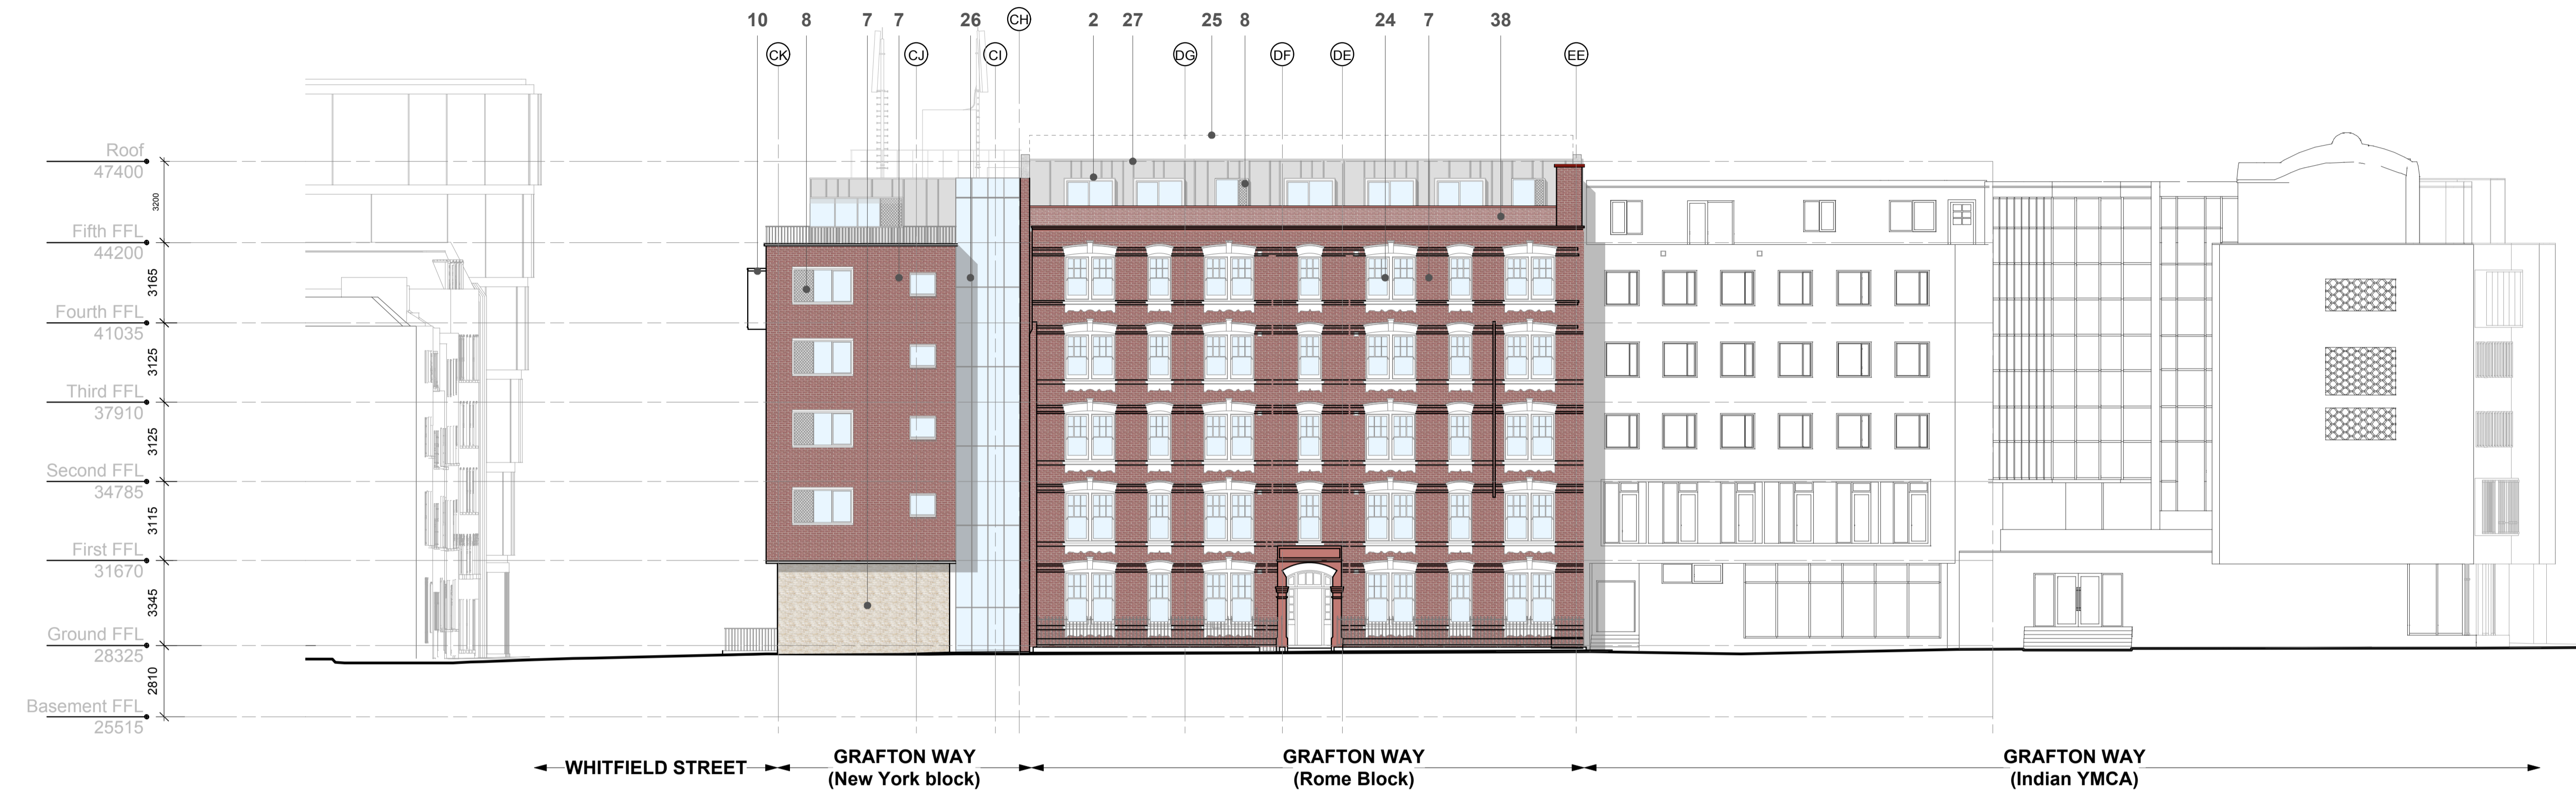 10 8 7 7 26 CH 2 27 25 8 24 7 38
CK CJ CI DG DF DE EE
Roof
47400
3200
Fifth FFL
44200
3165
Fourth FFL
41035
3125
Third FFL
37910
3125
Second FFL
34785
3115
First FFL
31670
3345
Ground FFL
28325
2810
Basement FFL
25515
WHITFIELD STREET
GRAFTON WAY
(New York block)
GRAFTON WAY
(Rome Block)
GRAFTON WAY
(Indian YMCA)